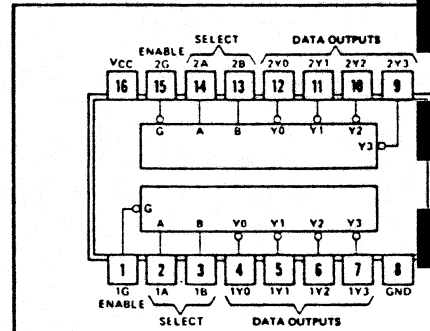 SELECT DATA OUTPUTS
ENABLE
VCC 2G 2A 2B 2Y0 2Y1 2Y2 2Y3
16 15 14 13 12 11 10 9
G A B Y0 Y1 Y2
Y3
G
A B Y0 Y1 Y2 Y3
1 2 3 4 5 6 7 8
1G 1A 1B 1Y0 1Y1 1Y2 1Y3 GND
ENABLE
SELECT DATA OUTPUTS